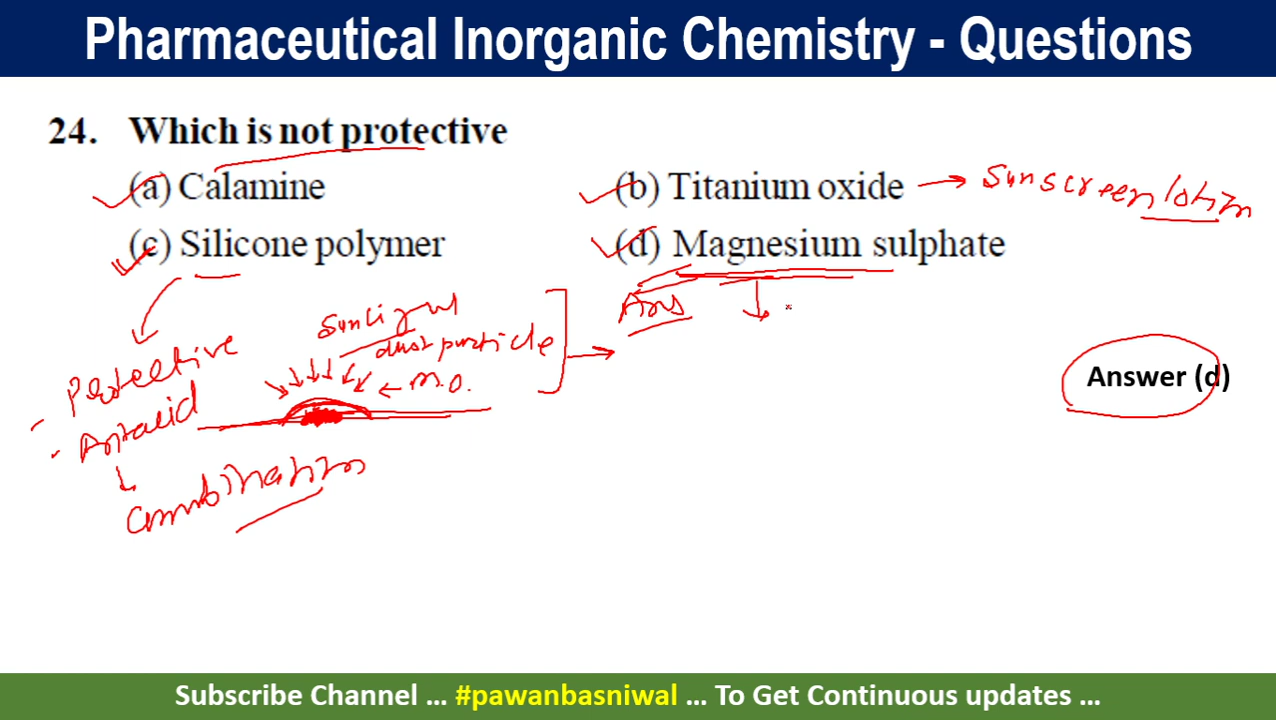 Pharmaceutical Inorganic Chemistry - Questions
24. Which is not protective
(a) Calamine (b) Titanium oxide → Sunscreen lotion
(c) Silicone polymer (d) Magnesium sulphate
Ans
Sunlight
dust particle
← m.o.
Answer (d)
- Protective
- Antacid
Combination
Subscribe Channel ... #pawanbasniwal ... To Get Continuous updates ...